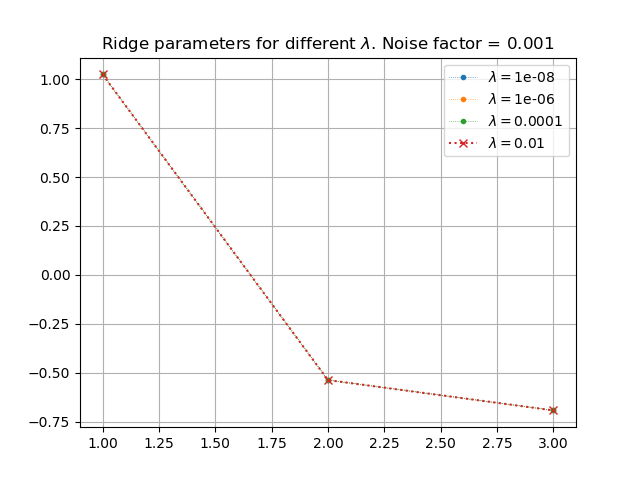 Ridge parameters for different λ. Noise factor = 0.001
1.00
0.75
0.50
0.25
0.00
−0.25
−0.50
−0.75
λ = 1e-08
λ = 1e-06
λ = 0.0001
λ = 0.01
1.00 1.25 1.50 1.75 2.00 2.25 2.50 2.75 3.00